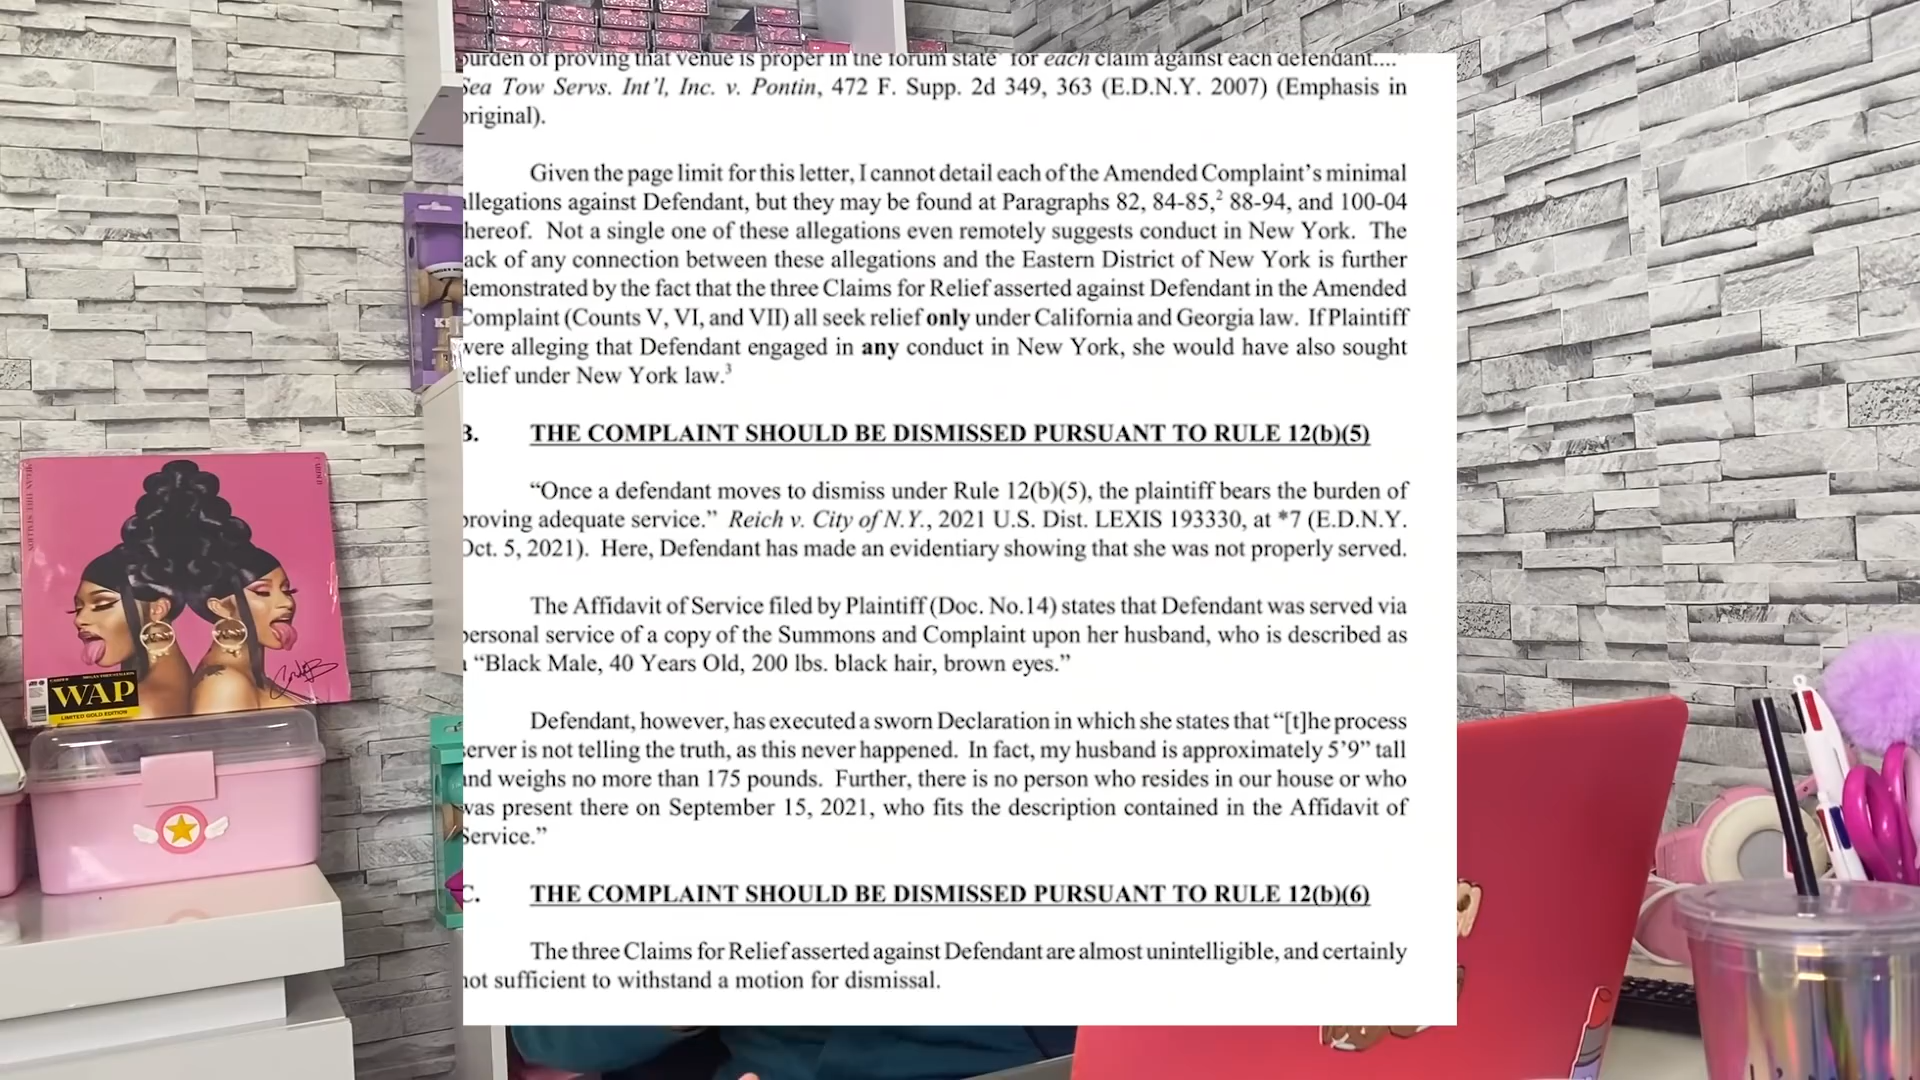 burden of proving that venue is proper in the forum state for each claim against each defendant....
Sea Tow Servs. Int'l, Inc. v. Pontin, 472 F. Supp. 2d 349, 363 (E.D.N.Y. 2007) (Emphasis in
original).
Given the page limit for this letter, I cannot detail each of the Amended Complaint's minimal
allegations against Defendant, but they may be found at Paragraphs 82, 84-85,² 88-94, and 100-04
thereof. Not a single one of these allegations even remotely suggests conduct in New York. The
lack of any connection between these allegations and the Eastern District of New York is further
demonstrated by the fact that the three Claims for Relief asserted against Defendant in the Amended
Complaint (Counts V, VI, and VII) all seek relief only under California and Georgia law. If Plaintiff
were alleging that Defendant engaged in any conduct in New York, she would have also sought
relief under New York law.³
B. THE COMPLAINT SHOULD BE DISMISSED PURSUANT TO RULE 12(b)(5)
“Once a defendant moves to dismiss under Rule 12(b)(5), the plaintiff bears the burden of
proving adequate service.” Reich v. City of N.Y., 2021 U.S. Dist. LEXIS 193330, at *7 (E.D.N.Y.
Oct. 5, 2021). Here, Defendant has made an evidentiary showing that she was not properly served.
The Affidavit of Service filed by Plaintiff (Doc. No.14) states that Defendant was served via
personal service of a copy of the Summons and Complaint upon her husband, who is described as
a “Black Male, 40 Years Old, 200 lbs. black hair, brown eyes.”
Defendant, however, has executed a sworn Declaration in which she states that “[t]he process
server is not telling the truth, as this never happened. In fact, my husband is approximately 5’9” tall
and weighs no more than 175 pounds. Further, there is no person who resides in our house or who
was present there on September 15, 2021, who fits the description contained in the Affidavit of
Service.”
C. THE COMPLAINT SHOULD BE DISMISSED PURSUANT TO RULE 12(b)(6)
The three Claims for Relief asserted against Defendant are almost unintelligible, and certainly
not sufficient to withstand a motion for dismissal.
MEGAN THEE STALLION
CARDI B
WAP
LIMITED GOLD EDITION